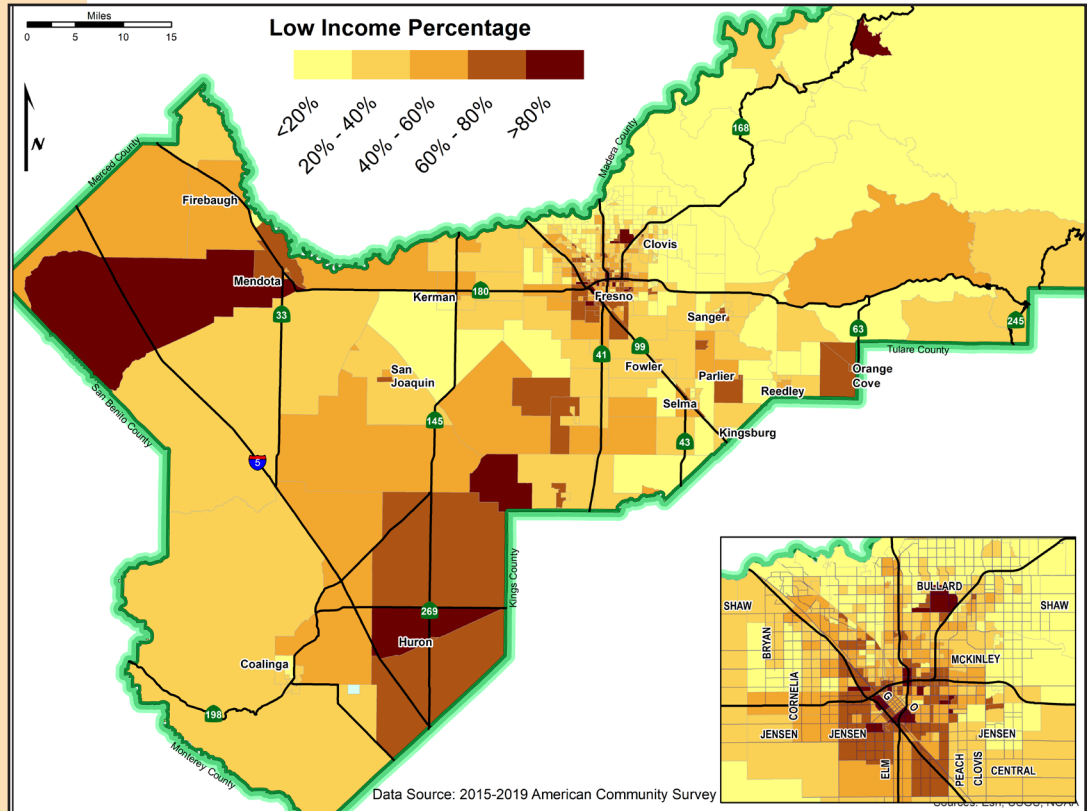 Miles
0 5 10 15
Low Income Percentage
<20%
20% - 40%
40% - 60%
60% - 80%
>80%
N
Merced County
Madera County
168
Firebaugh
Clovis
Mendota
Kerman
180
Fresno
33
Sanger
63
245
Tulare County
41
99
Fowler
San
Joaquin
Parlier
Orange
Cove
Reedley
Selma
San Benito County
145
Kingsburg
43
5
Kings County
269
Huron
Coalinga
198
Monterey County
BULLARD
SHAW
SHAW
BRYAN
MCKINLEY
CORNELIA
G
O
JENSEN
JENSEN
JENSEN
ELM
PEACH
CLOVIS
CENTRAL
Data Source: 2015-2019 American Community Survey
Sources: Esri, USGS, NOAA